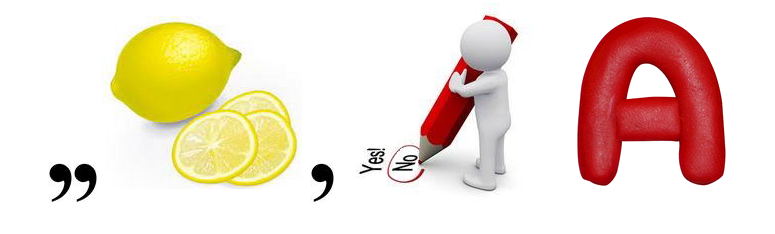 ,, , Yes! No A